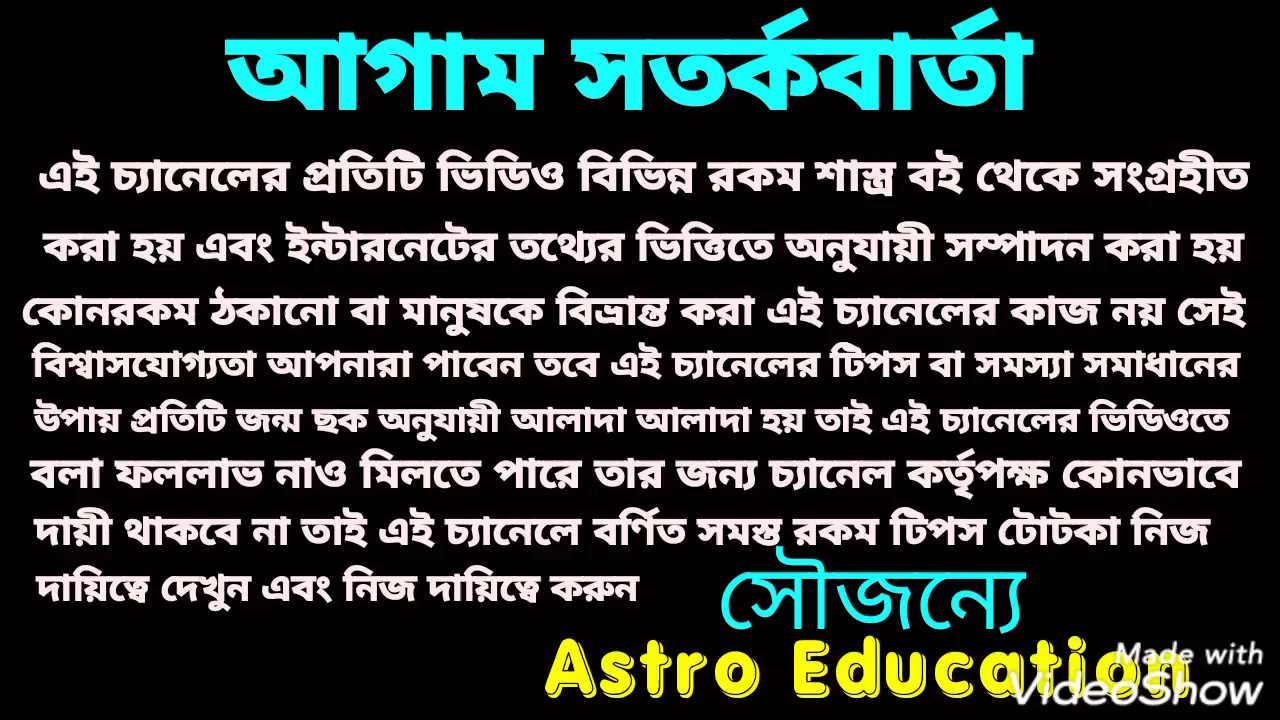 আগাম সতর্কবার্তা
এই চ্যানেলের প্রতিটি ভিডিও বিভিন্ন রকম শাস্ত্র বই থেকে সংগ্রহীত
করা হয় এবং ইন্টারনেটের তথ্যের ভিত্তিতে অনুযায়ী সম্পাদন করা হয়
কোনরকম ঠকানো বা মানুষকে বিভ্রান্ত করা এই চ্যানেলের কাজ নয় সেই
বিশ্বাসযোগ্যতা আপনারা পাবেন তবে এই চ্যানেলের টিপস বা সমস্যা সমাধানের
উপায় প্রতিটি জন্ম ছক অনুযায়ী আলাদা আলাদা হয় তাই এই চ্যানেলের ভিডিওতে
বলা ফললাভ নাও মিলতে পারে তার জন্য চ্যানেল কর্তৃপক্ষ কোনভাবে
দায়ী থাকবে না তাই এই চ্যানেলে বর্ণিত সমস্ত রকম টিপস টোটকা নিজ
দায়িত্বে দেখুন এবং নিজ দায়িত্বে করুন
সৌজন্যে
Astro Education
Made with
VideoShow